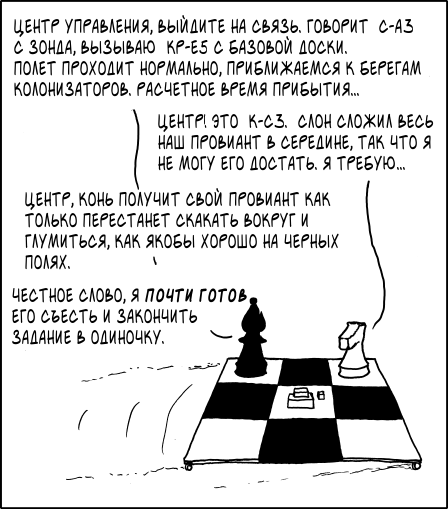 ЦЕНТР УПРАВЛЕНИЯ, ВЫЙДИТЕ НА СВЯЗЬ. ГОВОРИТ С-А3
С ЗОНДА, ВЫЗЫВАЮ КР-Е5 С БАЗОВОЙ ДОСКИ.
ПОЛЕТ ПРОХОДИТ НОРМАЛЬНО, ПРИБЛИЖАЕМСЯ К БЕРЕГАМ
КОЛОНИЗАТОРОВ. РАСЧЕТНОЕ ВРЕМЯ ПРИБЫТИЯ...
ЦЕНТР! ЭТО К-С3. СЛОН СЛОЖИЛ ВЕСЬ
НАШ ПРОВИАНТ В СЕРЕДИНЕ, ТАК ЧТО Я
НЕ МОГУ ЕГО ДОСТАТЬ. Я ТРЕБУЮ...
ЦЕНТР, КОНЬ ПОЛУЧИТ СВОЙ ПРОВИАНТ КАК
ТОЛЬКО ПЕРЕСТАНЕТ СКАКАТЬ ВОКРУГ И
ГЛУМИТЬСЯ, КАК ЯКОБЫ ХОРОШО НА ЧЕРНЫХ
ПОЛЯХ.
ЧЕСТНОЕ СЛОВО, Я ПОЧТИ ГОТОВ
ЕГО СЪЕСТЬ И ЗАКОНЧИТЬ
ЗАДАНИЕ В ОДИНОЧКУ.